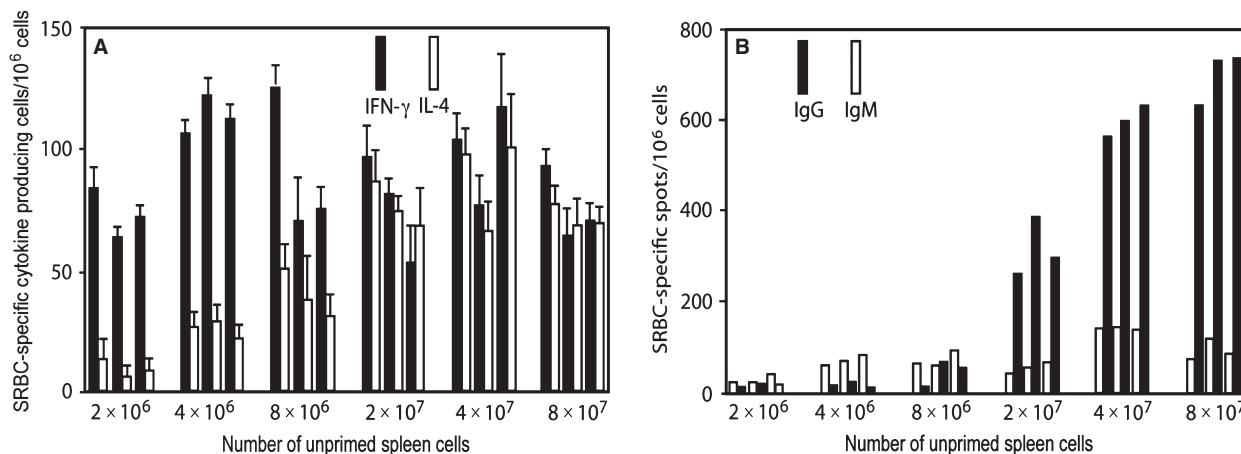 A
SRBC-specific cytokine producing cells/10⁶ cells
150
100
50
0
IFN-γ IL-4
2 × 10⁶ 4 × 10⁶ 8 × 10⁶ 2 × 10⁷ 4 × 10⁷ 8 × 10⁷
Number of unprimed spleen cells
B
SRBC-specific spots/10⁶ cells
800
600
400
200
0
IgG IgM
2 × 10⁶ 4 × 10⁶ 8 × 10⁶ 2 × 10⁷ 4 × 10⁷ 8 × 10⁷
Number of unprimed spleen cells